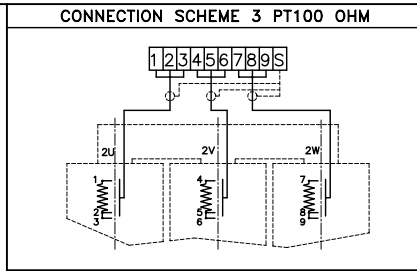 CONNECTION SCHEME 3 PT100 OHM
1 2 3 4 5 6 7 8 9 S
2U 2V 2W
1 4 7
2 5 8
3 6 9